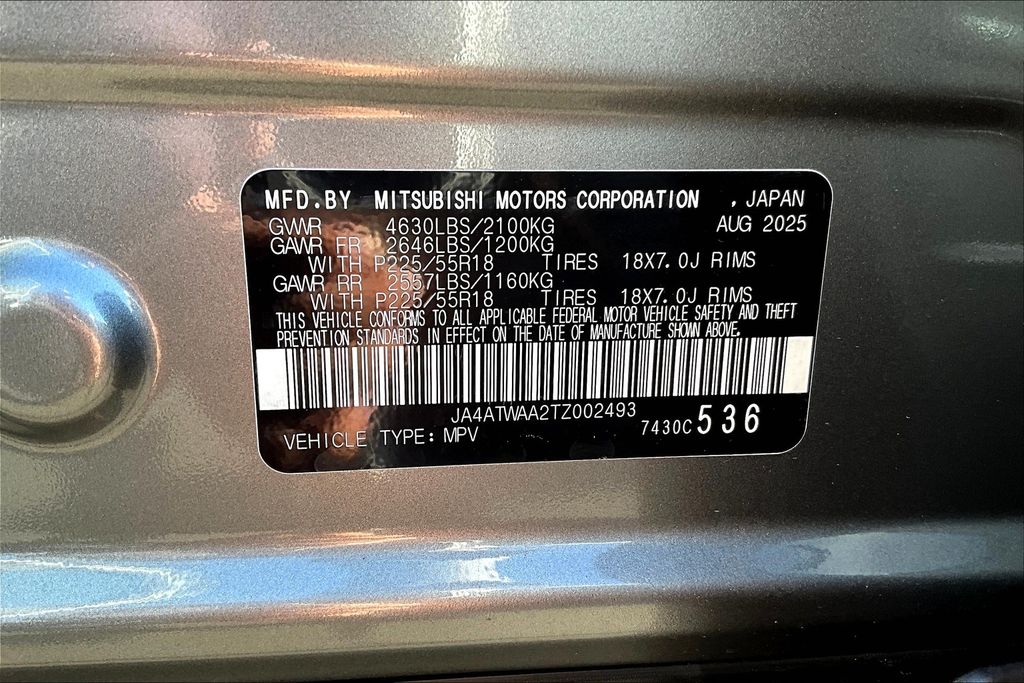 MFD.BY MITSUBISHI MOTORS CORPORATION , JAPAN
GWVR 4630LBS/2100KG AUG 2025
GAWR FR 2646LBS/1200KG
WITH P225/55R18 TIRES 18X7.0J RIMS
GAWR RR 2557LBS/1160KG
WITH P225/55R18 TIRES 18X7.0J RIMS
THIS VEHICLE CONFORMS TO ALL APPLICABLE FEDERAL MOTOR VEHICLE SAFETY AND THEFT
PREVENTION STANDARDS IN EFFECT ON THE DATE OF MANUFACTURE SHOWN ABOVE.
JA4ATWAA2TZ002493
VEHICLE TYPE: MPV 7430C 536